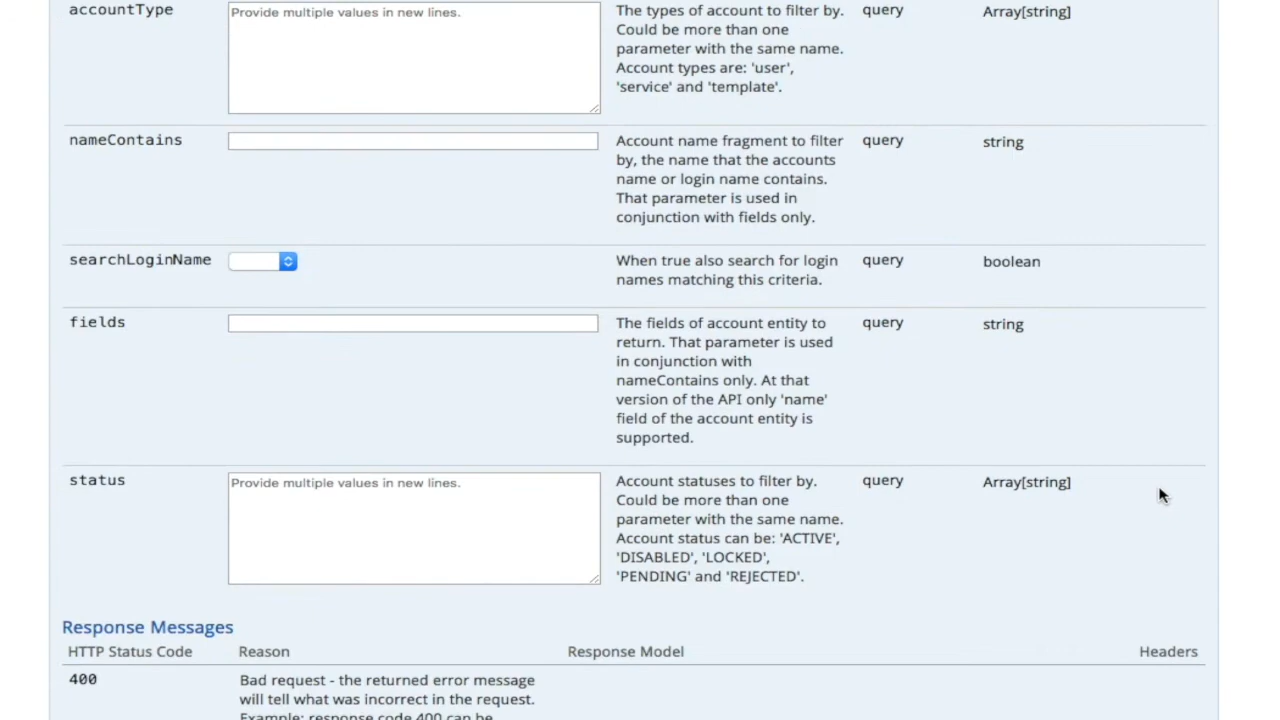 accountType
Provide multiple values in new lines.
The types of account to filter by.
Could be more than one
parameter with the same name.
Account types are: 'user',
'service' and 'template'.
query
Array[string]
nameContains
Account name fragment to filter
by, the name that the accounts
name or login name contains.
That parameter is used in
conjunction with fields only.
query
string
searchLoginName
When true also search for login
names matching this criteria.
query
boolean
fields
The fields of account entity to
return. That parameter is used
in conjunction with
nameContains only. At that
version of the API only 'name'
field of the account entity is
supported.
query
string
status
Provide multiple values in new lines.
Account statuses to filter by.
Could be more than one
parameter with the same name.
Account status can be: 'ACTIVE',
'DISABLED', 'LOCKED',
'PENDING' and 'REJECTED'.
query
Array[string]
Response Messages
HTTP Status Code
Reason
Response Model
Headers
400
Bad request - the returned error message
will tell what was incorrect in the request.
Example: response code 400 can be